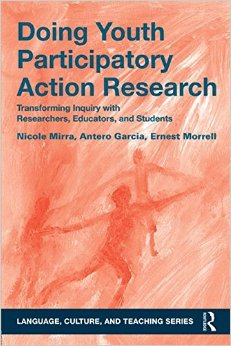 Doing Youth
Participatory
Action Research
Transforming Inquiry with
Researchers, Educators, and Students
Nicole Mirra, Antero Garcia, Ernest Morrell
LANGUAGE, CULTURE, AND TEACHING SERIES
R
ROUTLEDGE